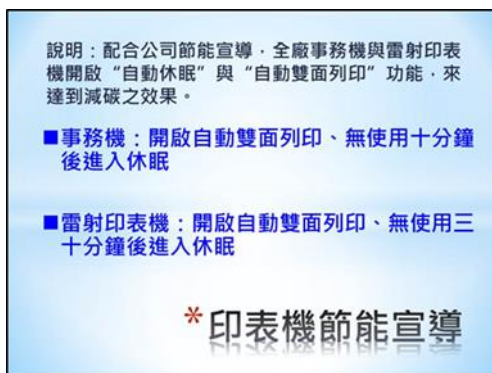 說明：配合公司節能宣導，全廠事務機與雷射印表
機開啟“自動休眠”與“自動雙面列印”功能，來
達到減碳之效果。
■事務機：開啟自動雙面列印、無使用十分鐘
後進入休眠
■雷射印表機：開啟自動雙面列印、無使用三
十分鐘後進入休眠
*印表機節能宣導